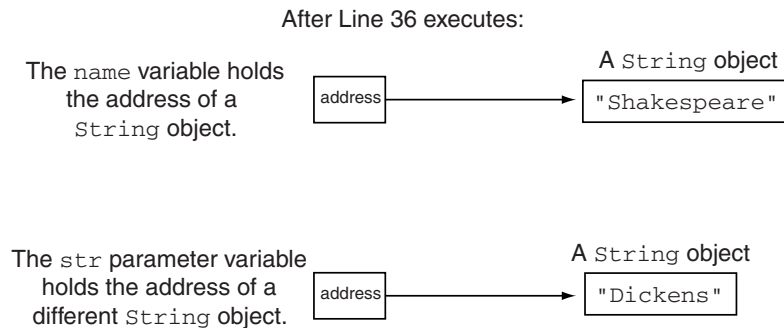 After Line 36 executes:
The name variable holds
the address of a
String object.
address
A String object
"Shakespeare"
The str parameter variable
holds the address of a
different String object.
address
A String object
"Dickens"